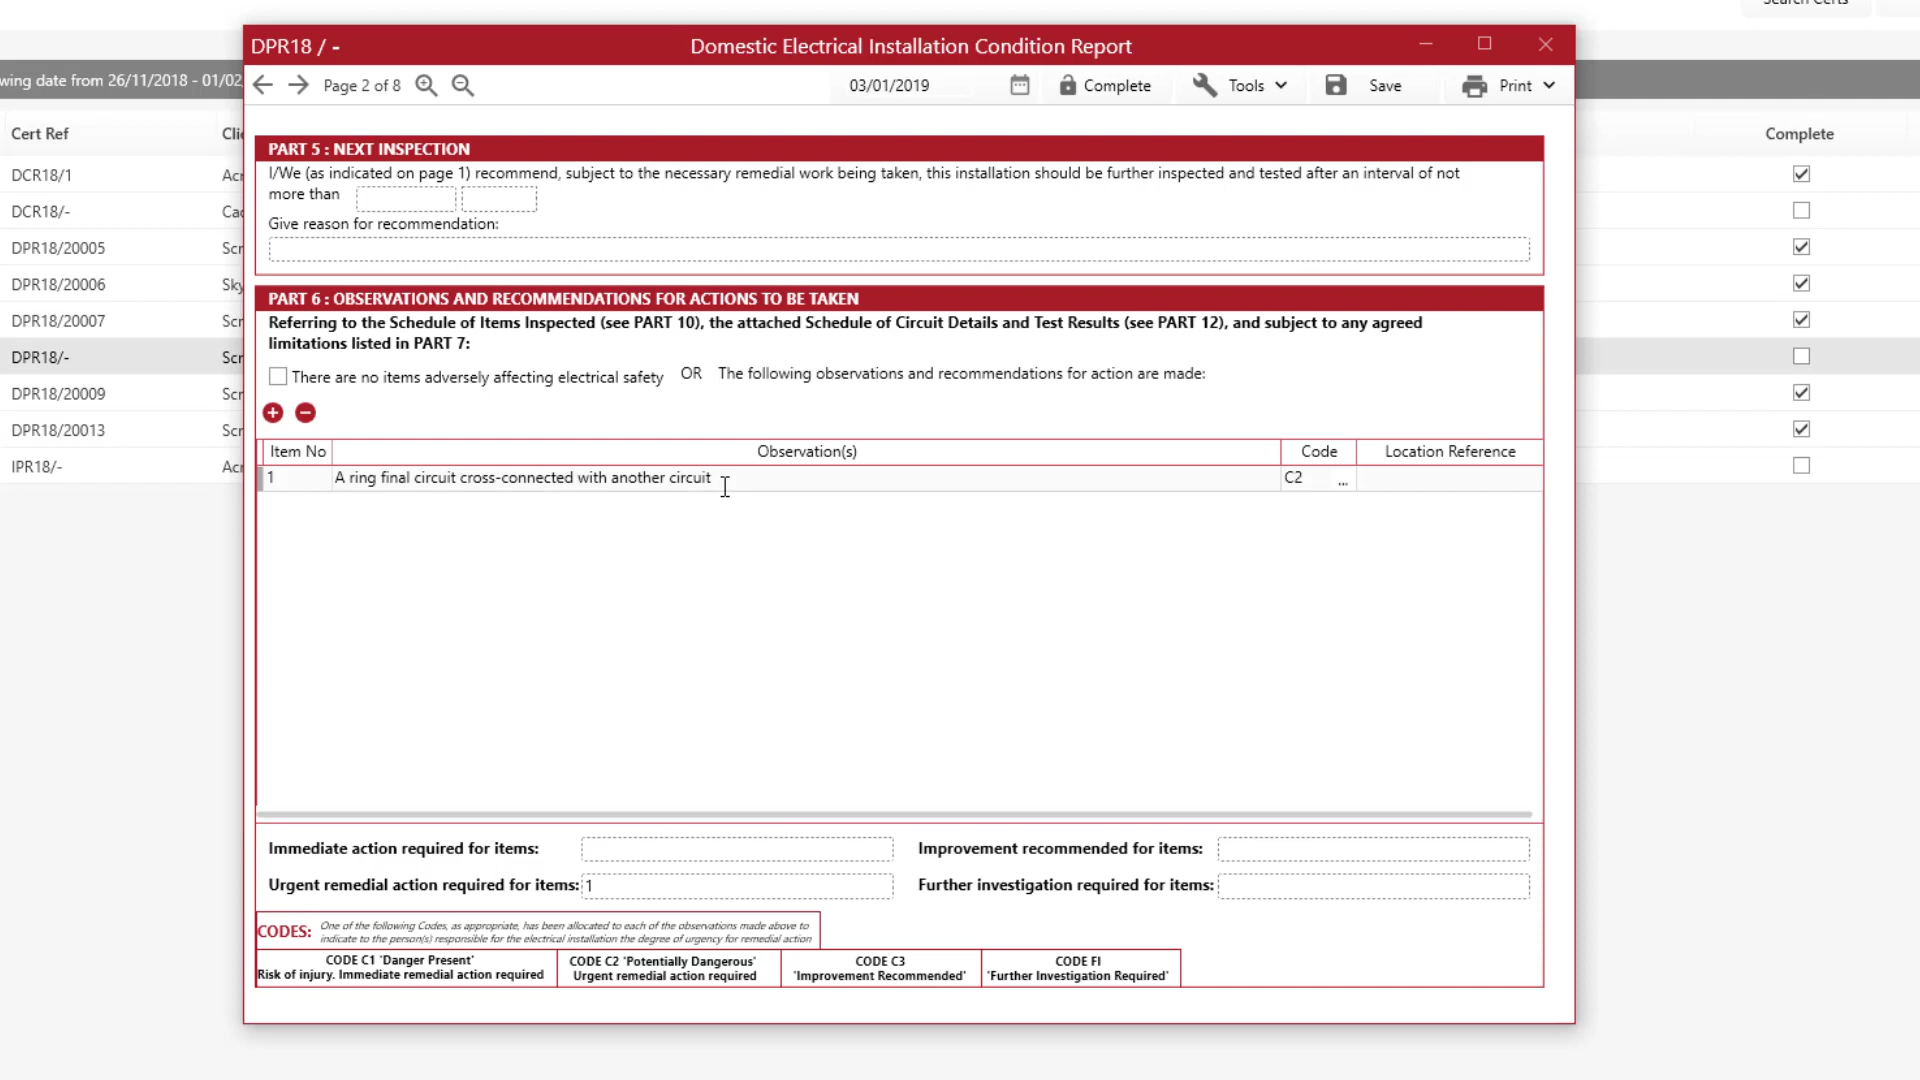 Search Certs
DPR18 / -
Domestic Electrical Installation Condition Report
wing date from 26/11/2018 - 01/02
Page 2 of 8
03/01/2019
Complete
Tools
Save
Print
Cert Ref
Complete
DCR18/1
DCR18/-
DPR18/20005
DPR18/20006
DPR18/20007
DPR18/-
DPR18/20009
DPR18/20013
IPR18/-
PART 5 : NEXT INSPECTION
I/We (as indicated on page 1) recommend, subject to the necessary remedial work being taken, this installation should be further inspected and tested after an interval of not
more than
Give reason for recommendation:
PART 6 : OBSERVATIONS AND RECOMMENDATIONS FOR ACTIONS TO BE TAKEN
Referring to the Schedule of Items Inspected (see PART 10), the attached Schedule of Circuit Details and Test Results (see PART 12), and subject to any agreed
limitations listed in PART 7:
There are no items adversely affecting electrical safety OR The following observations and recommendations for action are made:
Item No Observation(s) Code Location Reference
1 A ring final circuit cross-connected with another circuit C2 ...
Immediate action required for items:
Improvement recommended for items:
Urgent remedial action required for items: 1
Further investigation required for items:
CODES: One of the following Codes, as appropriate, has been allocated to each of the observations made above to
indicate to the person(s) responsible for the electrical installation the degree of urgency for remedial action
CODE C1 'Danger Present'
Risk of injury. Immediate remedial action required
CODE C2 'Potentially Dangerous'
Urgent remedial action required
CODE C3
'Improvement Recommended'
CODE FI
'Further Investigation Required'